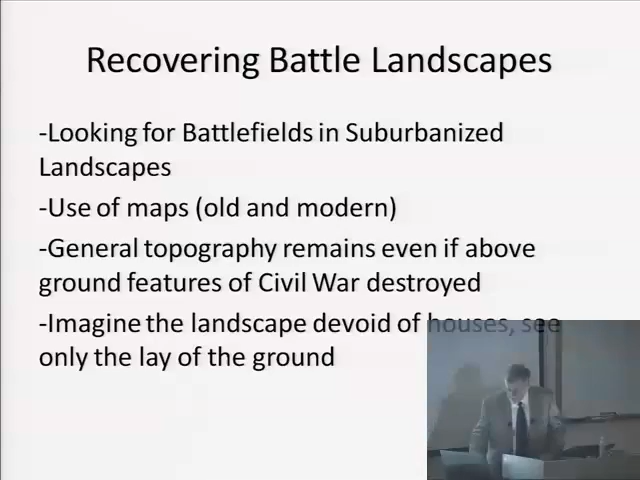 Recovering Battle Landscapes
-Looking for Battlefields in Suburbanized
Landscapes
-Use of maps (old and modern)
-General topography remains even if above
ground features of Civil War destroyed
-Imagine the landscape devoid of houses, see
only the lay of the ground